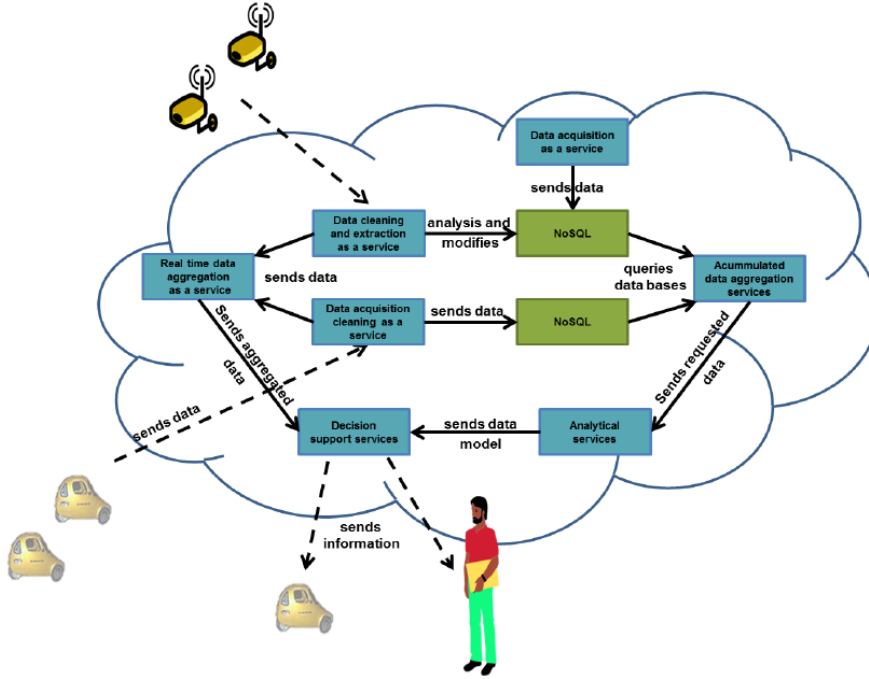 Data acquisition
as a service
sends data
Data cleaning
and extraction
as a service
analysis and
modifies
NoSQL
Real time data
aggregation
as a service
sends data
queries
data bases
Acummulated
data aggregation
services
Data acquisition
cleaning as a
service
sends data
NoSQL
Sends aggregated
data
Sends requested
data
sends data
Decision
support services
sends data
model
Analytical
services
sends
information